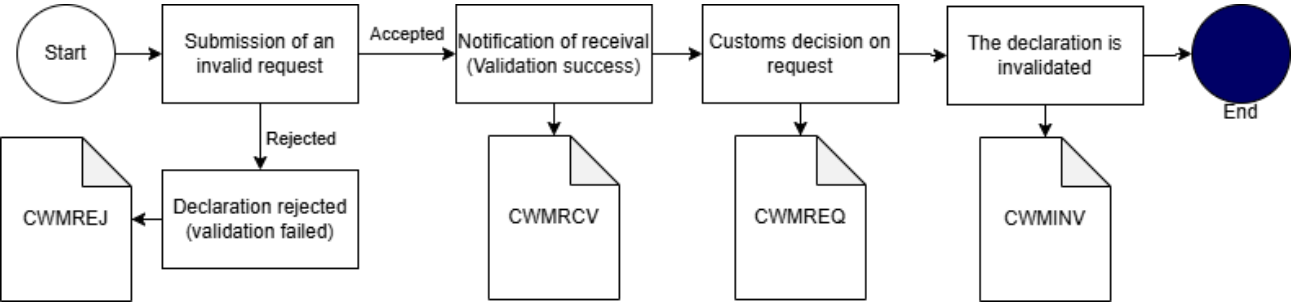 Start
Submission of an
invalid request
Accepted
Notification of receival
(Validation success)
Customs decision on
request
The declaration is
invalidated
End
Rejected
Declaration rejected
(validation failed)
CWMREJ
CWMRCV
CWMREQ
CWMINV